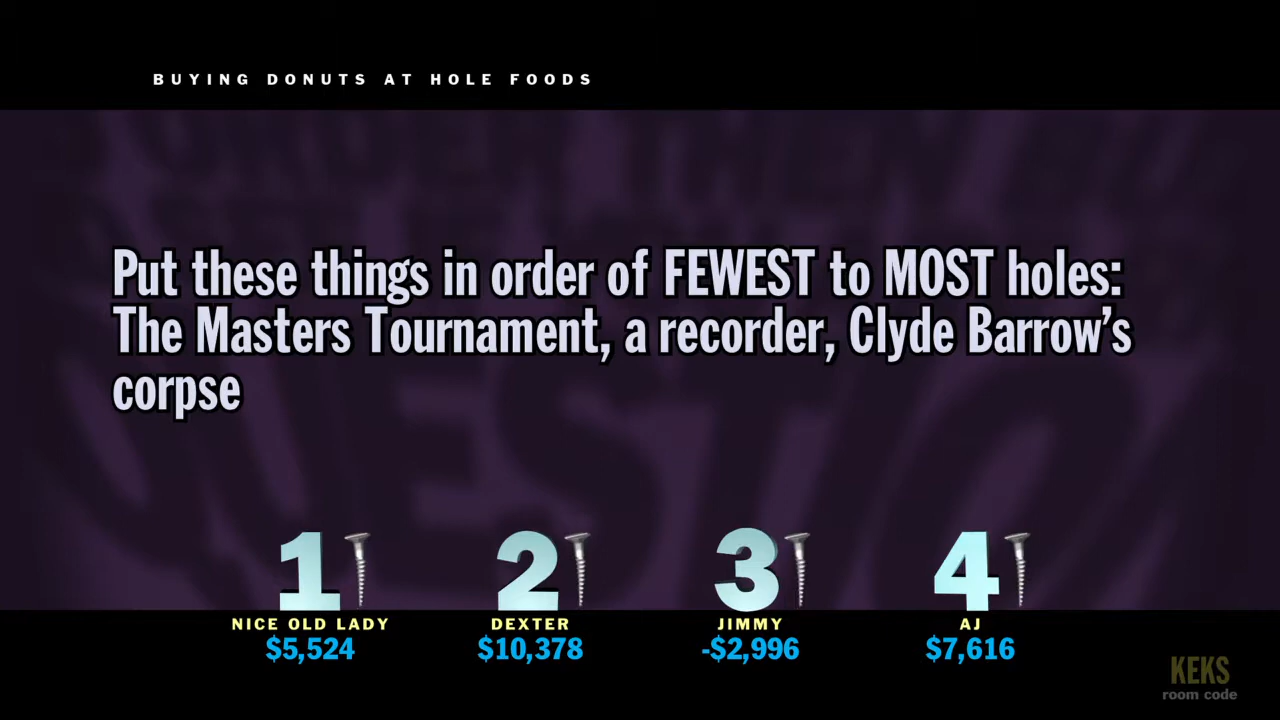 BUYING DONUTS AT HOLE FOODS
Put these things in order of FEWEST to MOST holes:
The Masters Tournament, a recorder, Clyde Barrow’s
corpse
1 2 3 4
NICE OLD LADY DEXTER JIMMY AJ
$5,524 $10,378 -$2,996 $7,616
KEKS
room code